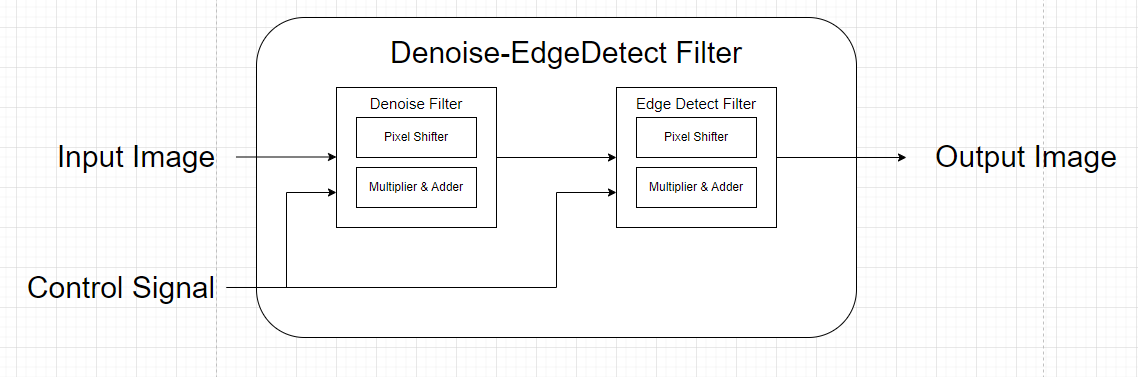 Denoise-EdgeDetect Filter
Denoise Filter
Pixel Shifter
Multiplier & Adder
Edge Detect Filter
Pixel Shifter
Multiplier & Adder
Input Image
Output Image
Control Signal